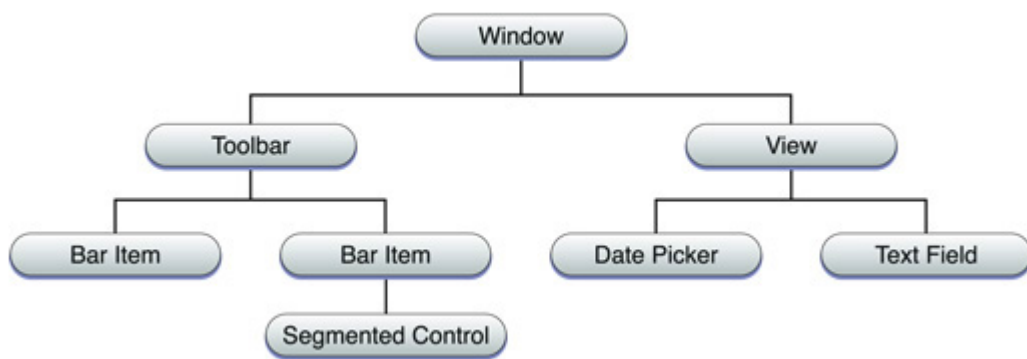 Window
Toolbar
View
Bar Item
Bar Item
Date Picker
Text Field
Segmented Control